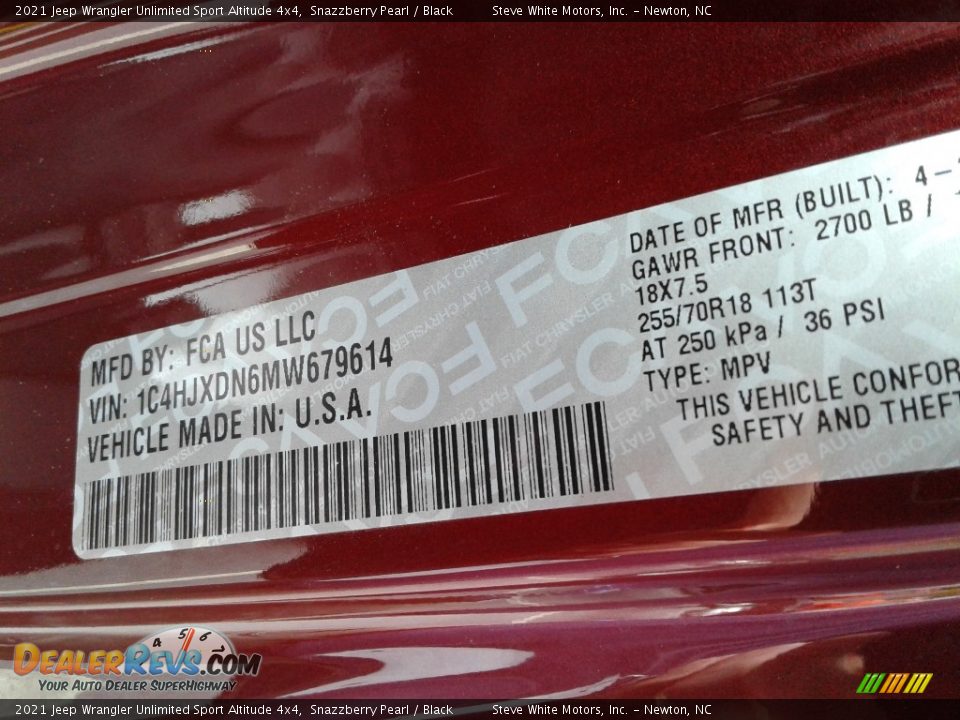 2021 Jeep Wrangler Unlimited Sport Altitude 4x4, Snazzberry Pearl / Black Steve White Motors, Inc. - Newton, NC
MFD BY: FCA US LLC
VIN: 1C4HJXDN6MW679614
VEHICLE MADE IN: U.S.A.
DATE OF MFR (BUILT): 4-
GAWR FRONT: 2700 LB /
18X7.5
255/70R18 113T
AT 250 kPa / 36 PSI
TYPE: MPV
THIS VEHICLE CONFOR
SAFETY AND THEFT
4 5 6
DealerRevs.com
Your Auto Dealer SuperHighway
2021 Jeep Wrangler Unlimited Sport Altitude 4x4, Snazzberry Pearl / Black Steve White Motors, Inc. - Newton, NC